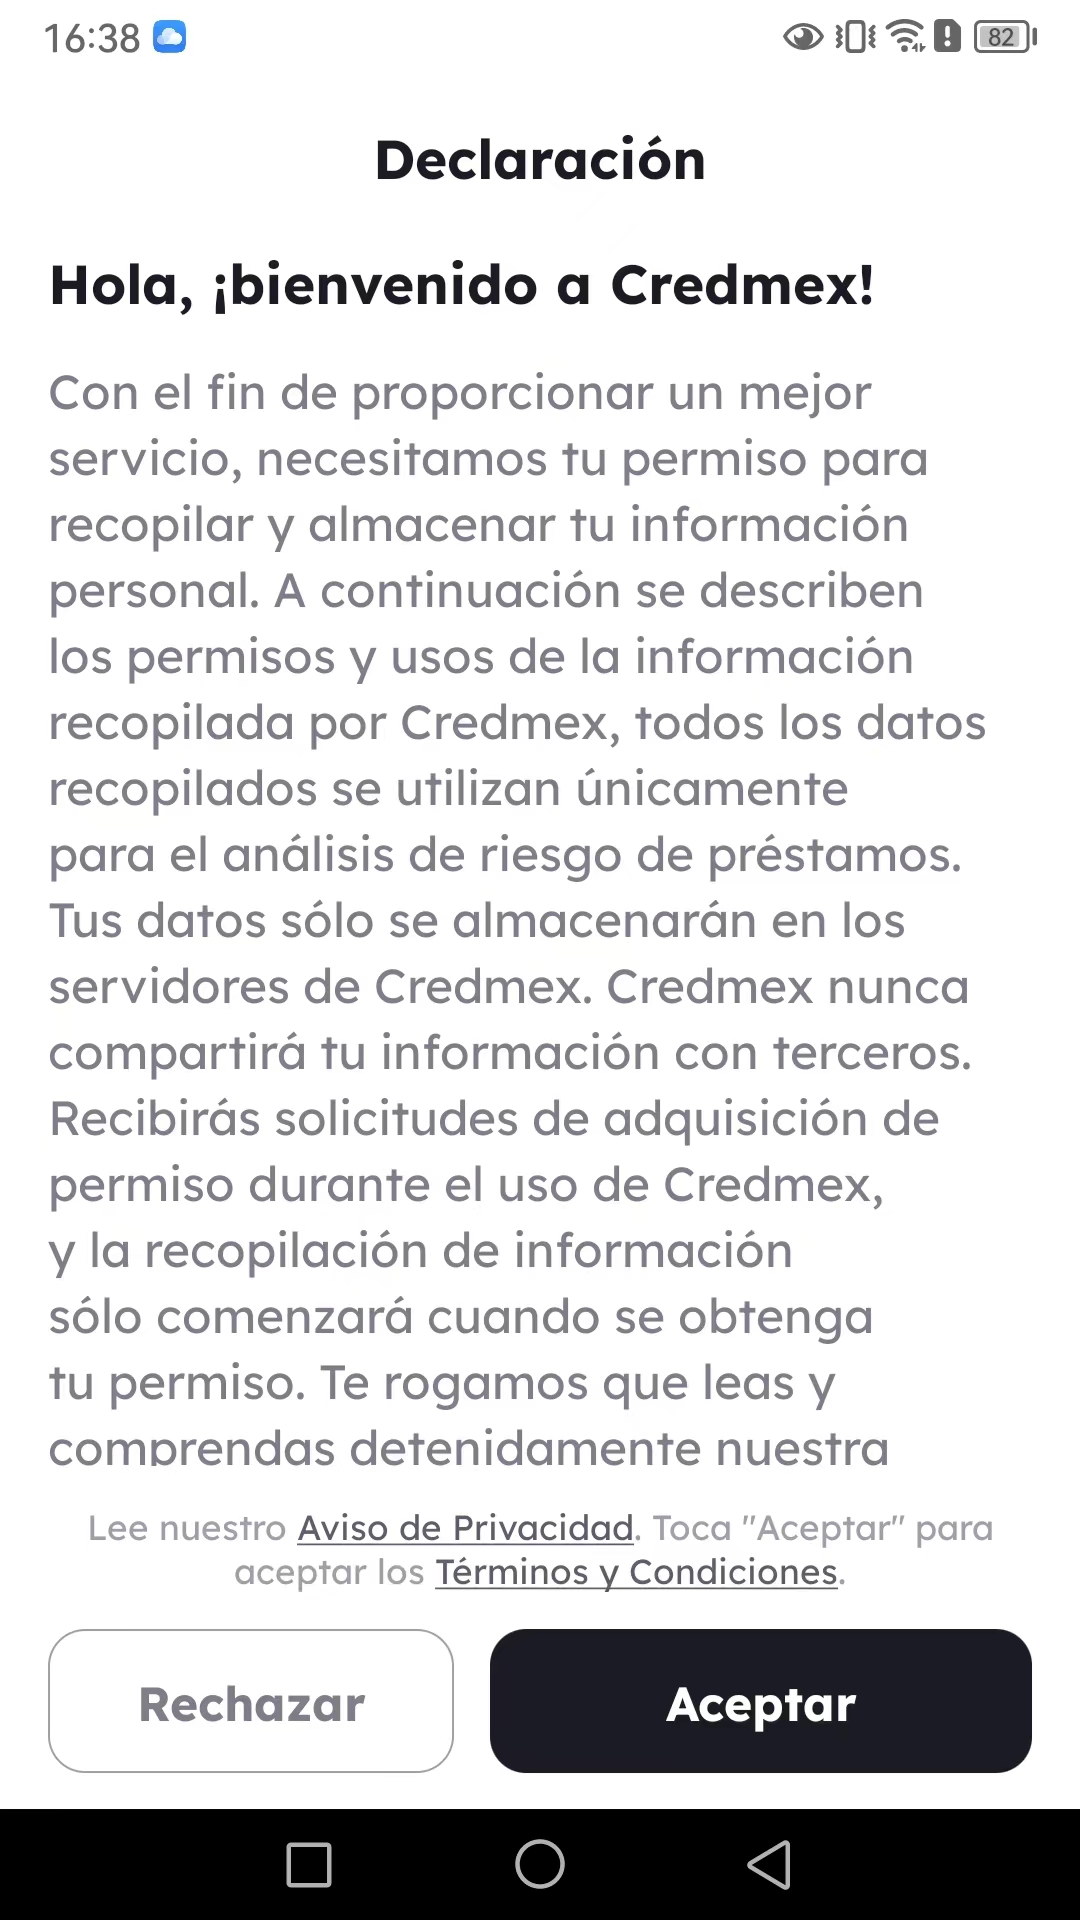 16:38
82
Declaración
Hola, ¡bienvenido a Credmex!
Con el fin de proporcionar un mejor
servicio, necesitamos tu permiso para
recopilar y almacenar tu información
personal. A continuación se describen
los permisos y usos de la información
recopilada por Credmex, todos los datos
recopilados se utilizan únicamente
para el análisis de riesgo de préstamos.
Tus datos sólo se almacenarán en los
servidores de Credmex. Credmex nunca
compartirá tu información con terceros.
Recibirás solicitudes de adquisición de
permiso durante el uso de Credmex,
y la recopilación de información
sólo comenzará cuando se obtenga
tu permiso. Te rogamos que leas y
comprendas detenidamente nuestra
Lee nuestro Aviso de Privacidad. Toca "Aceptar" para
aceptar los Términos y Condiciones.
Rechazar
Aceptar